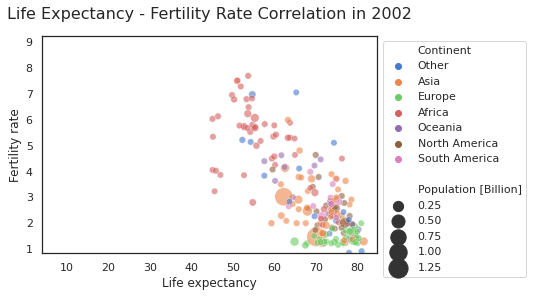 Life Expectancy - Fertility Rate Correlation in 2002
9
8
7
6
5
4
3
2
1
Fertility rate
10 20 30 40 50 60 70 80
Life expectancy
Continent
Other
Asia
Europe
Africa
Oceania
North America
South America
Population [Billion]
0.25
0.50
0.75
1.00
1.25